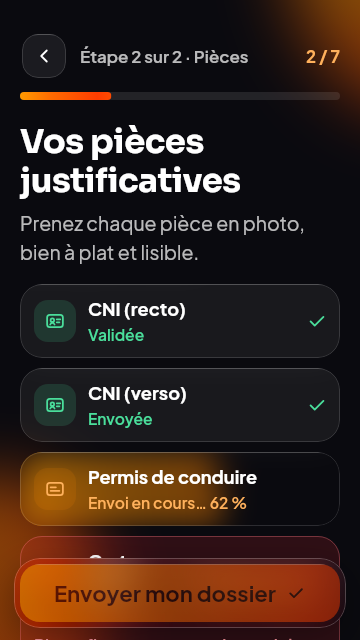 Étape 2 sur 2 · Pièces
2 / 7
Vos pièces
justificatives
Prenez chaque pièce en photo,
bien à plat et lisible.
CNI (recto)
Validée
CNI (verso)
Envoyée
Permis de conduire
Envoi en cours… 62 %
Envoyer mon dossier